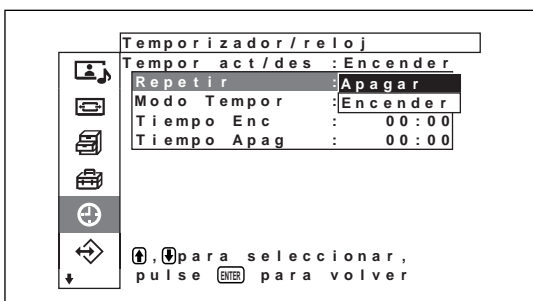 Temporizador/reloj
Tempor act/des :Encender
Repetir :Apagar
Modo Tempor :Encender
Tiempo Enc : 00:00
Tiempo Apag : 00:00
,para seleccionar,
pulse ENTER para volver